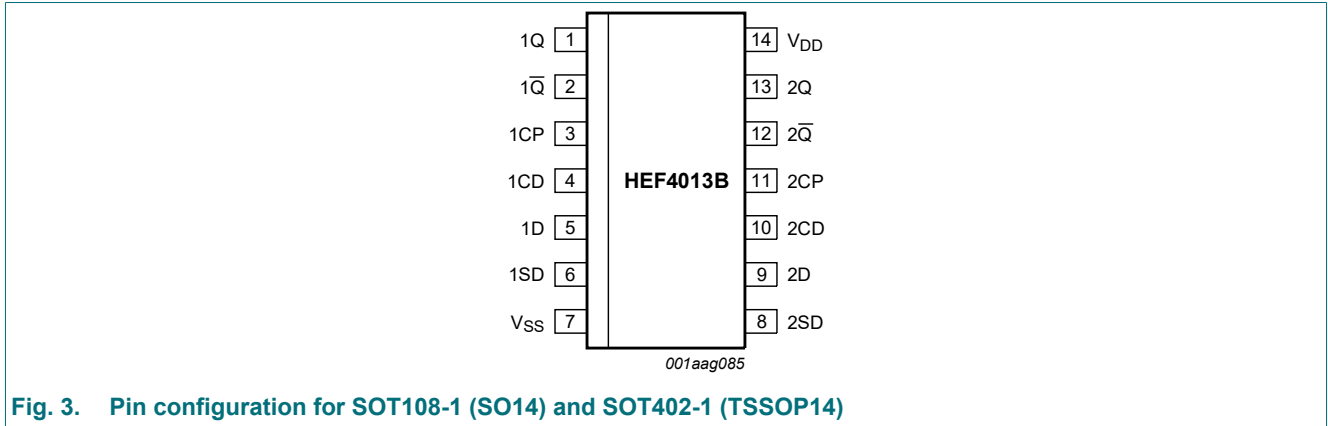 1Q 1 14 VDD
1Q̅ 2 13 2Q
1CP 3 12 2Q̅
1CD 4 HEF4013B 11 2CP
1D 5 10 2CD
1SD 6 9 2D
VSS 7 8 2SD
001aag085
Fig. 3. Pin configuration for SOT108-1 (SO14) and SOT402-1 (TSSOP14)